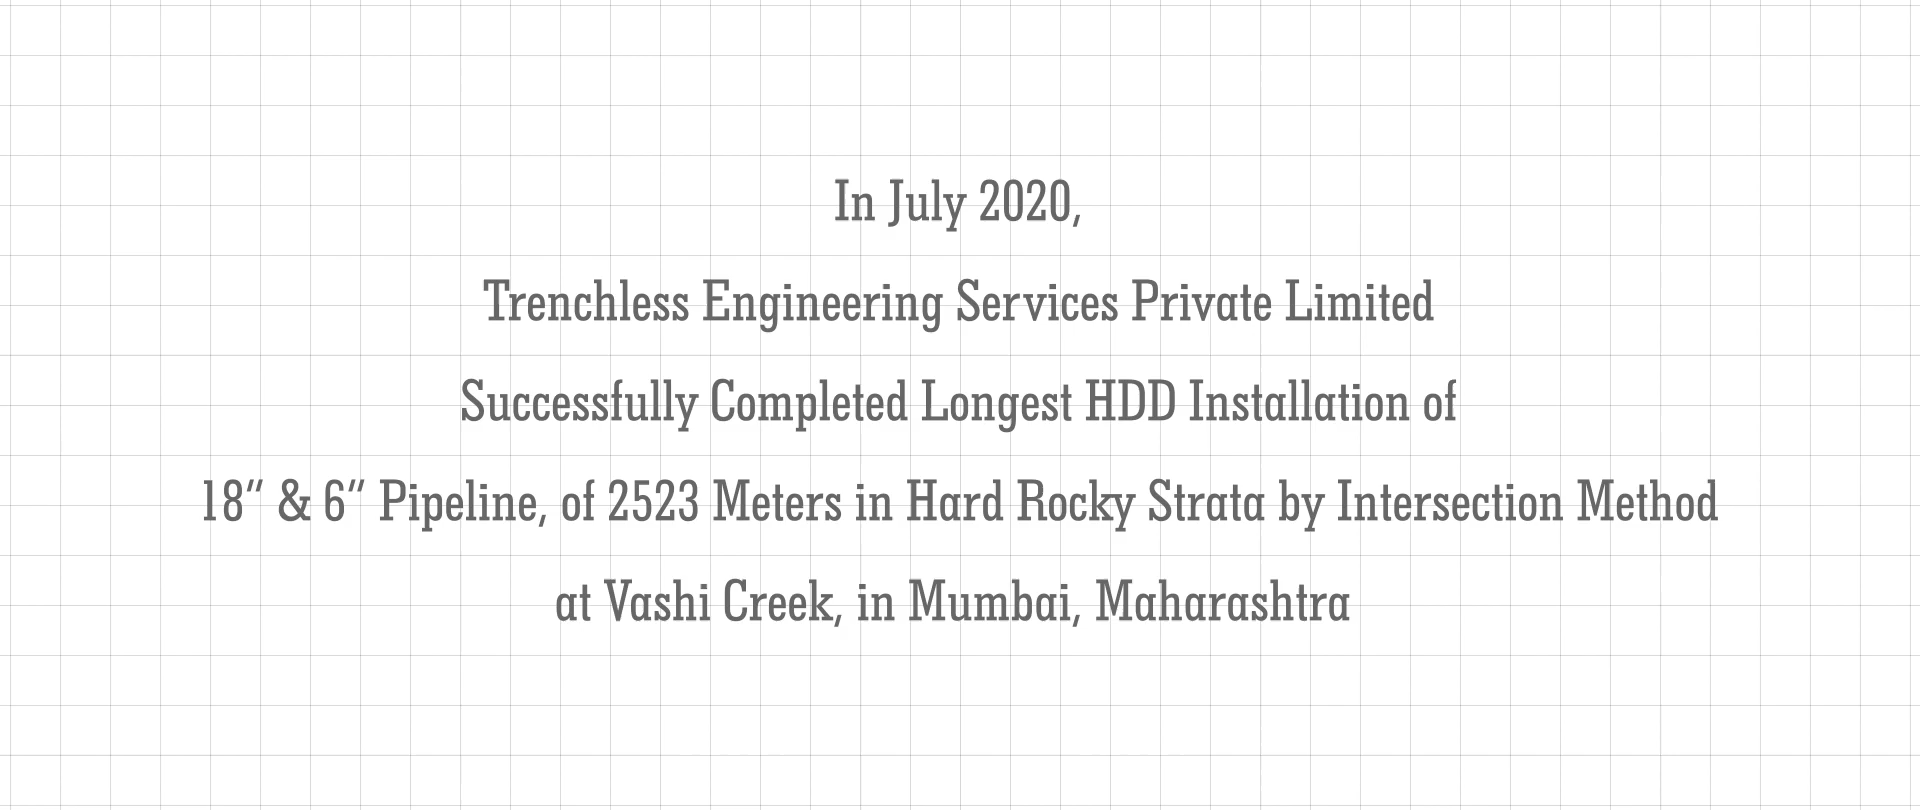 In July 2020,
Trenchless Engineering Services Private Limited
Successfully Completed Longest HDD Installation of
18” & 6” Pipeline, of 2523 Meters in Hard Rocky Strata by Intersection Method
at Vashi Creek, in Mumbai, Maharashtra